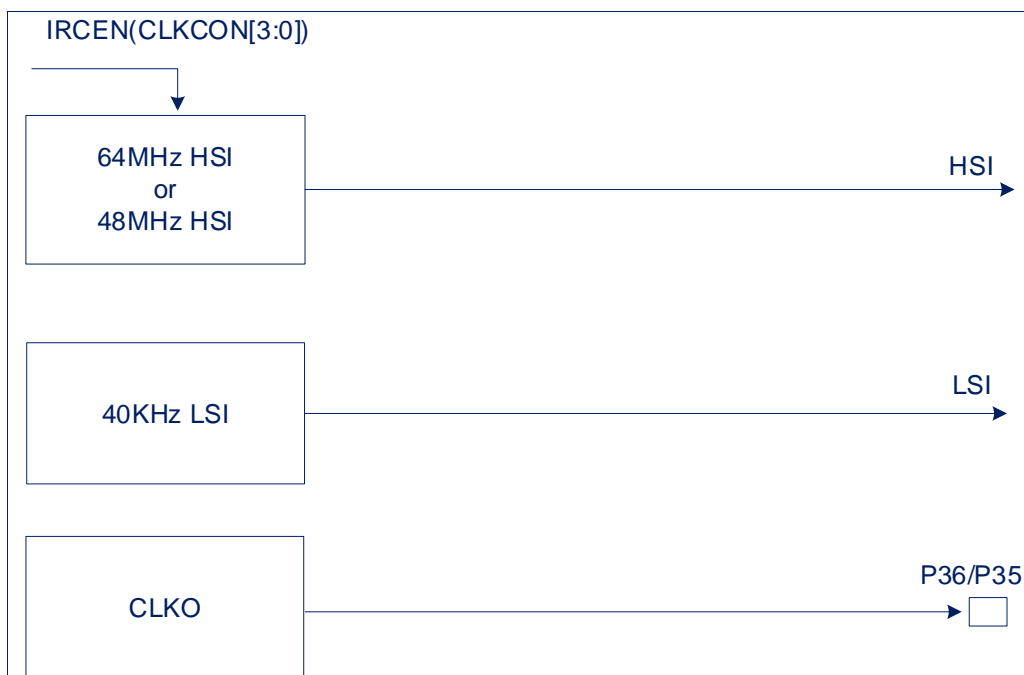 IRCEN(CLKCON[3:0])
64MHz HSI
or
48MHz HSI
HSI
40KHz LSI
LSI
CLKO
P36/P35